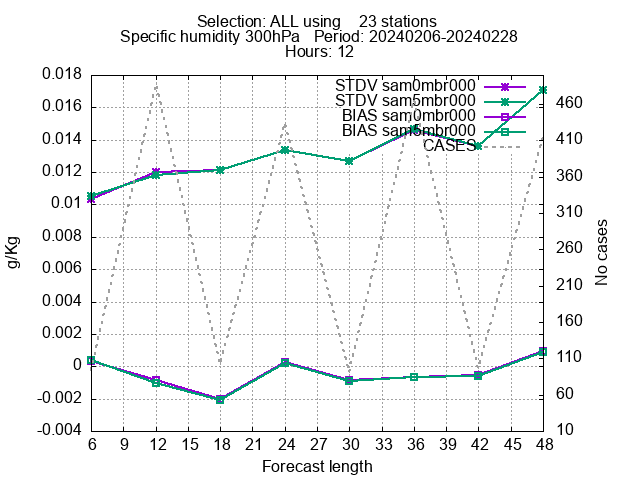 Selection: ALL using    23 stations
Specific humidity 300hPa   Period: 20240206-20240228
Hours: 12
STDV sam0mbr000
STDV sam5mbr000
BIAS sam0mbr000
BIAS sam5mbr000
CASES
0.018
0.016
0.014
0.012
0.01
0.008
0.006
0.004
0.002
0
-0.002
-0.004
g/Kg
460
410
360
310
260
210
160
110
60
10
No cases
6 9 12 15 18 21 24 27 30 33 36 39 42 45 48
Forecast length